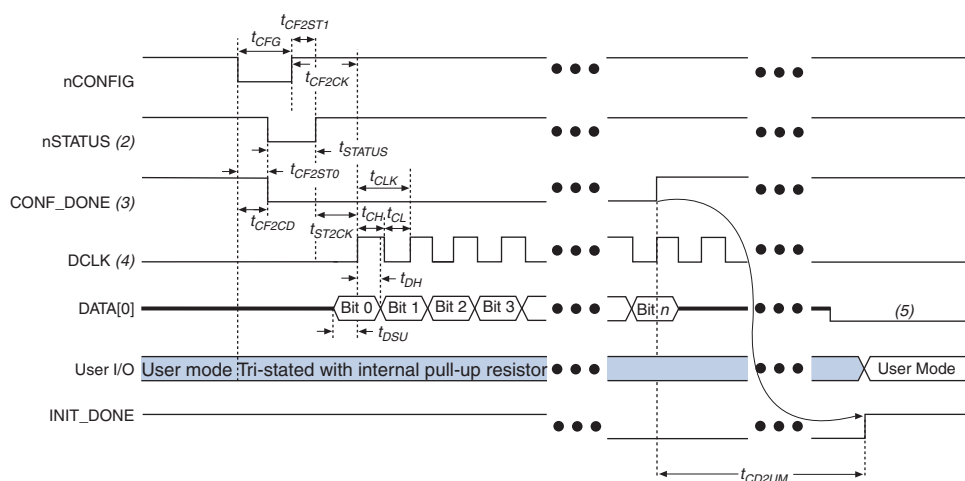 tCF2ST1
tCFG
nCONFIG
tCF2CK
nSTATUS (2)
tSTATUS
tCF2ST0
tCLK
CONF_DONE (3)
tCF2CD
tST2CK
tCH
tCL
DCLK (4)
tDH
DATA[0]
Bit 0
Bit 1
Bit 2
Bit 3
Bit n
(5)
tDSU
User I/O
User mode Tri-stated with internal pull-up resistor
User Mode
INIT_DONE
tCD2UM